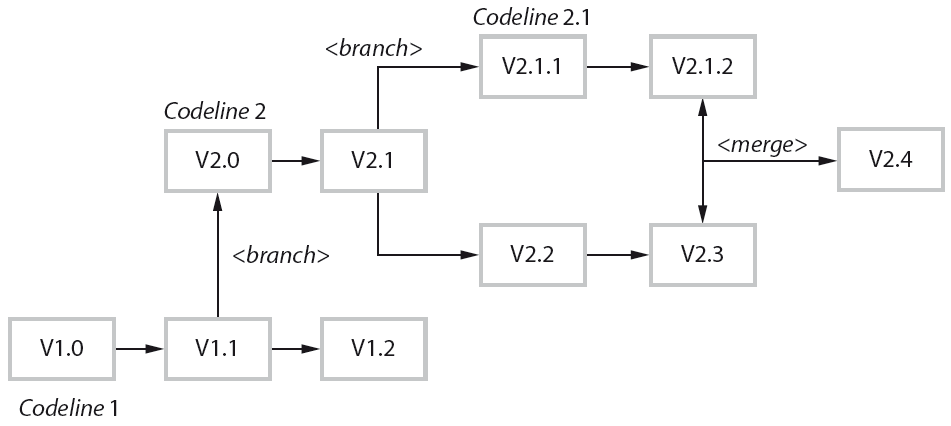 Codeline 2.1
<branch>
V2.1.1
V2.1.2
Codeline 2
V2.0
V2.1
<merge>
V2.4
<branch>
V2.2
V2.3
V1.0
V1.1
V1.2
Codeline 1